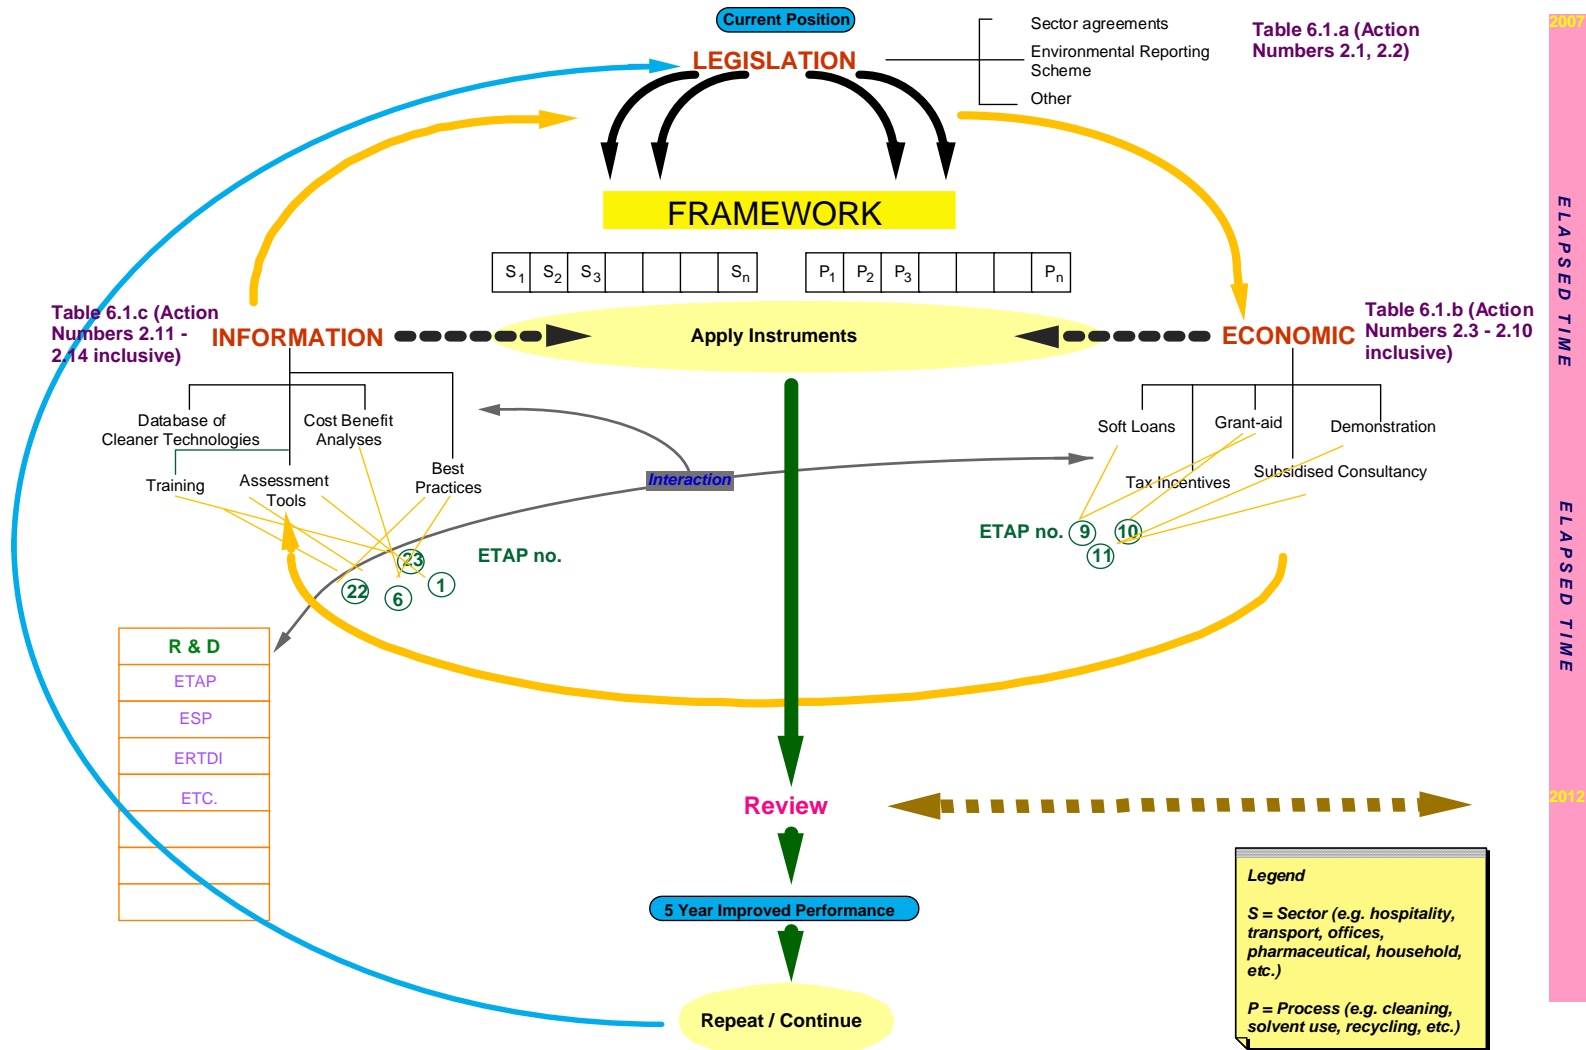 Current Position
LEGISLATION
Sector agreements
Environmental Reporting
Scheme
Other
Table 6.1.a (Action
Numbers 2.1, 2.2)
2007
FRAMEWORK
S1 S2 S3 Sn
P1 P2 P3 Pn
ELAPSED TIME
Table 6.1.c (Action
Numbers 2.11 -
2.14 inclusive)
INFORMATION
Apply Instruments
ECONOMIC
Table 6.1.b (Action
Numbers 2.3 - 2.10
inclusive)
Database of
Cleaner Technologies
Cost Benefit
Analyses
Training
Assessment
Tools
Best
Practices
Interaction
Soft Loans
Grant-aid
Demonstration
Tax Incentives
Subsidised Consultancy
ETAP no.
23
22
6
1
ETAP no.
9
10
11
ELAPSED TIME
R & D
ETAP
ESP
ERTDI
ETC.
Review
2012
5 Year Improved Performance
Repeat / Continue
Legend
S = Sector (e.g. hospitality,
transport, offices,
pharmaceutical, household,
etc.)
P = Process (e.g. cleaning,
solvent use, recycling, etc.)